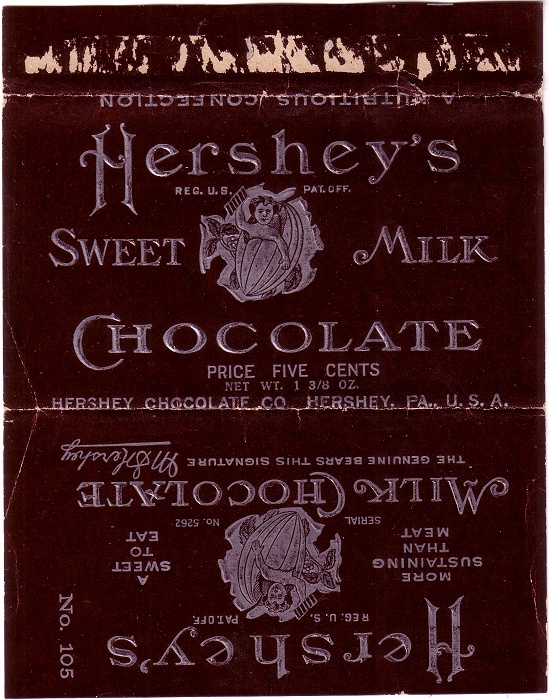 A NUTRITIOUS CONFECTION
Hershey's
REG. U.S. PAT. OFF.
SWEET MILK
CHOCOLATE
PRICE FIVE CENTS
NET WT. 1 3/8 OZ.
HERSHEY CHOCOLATE CO. HERSHEY, PA., U. S. A.
Hershey's
REG. U. S. PAT. OFF.
No. 105
MORE
SUSTAINING
THAN
MEAT
A
SWEET
TO
EAT
SERIAL No. 5262
MILK CHOCOLATE
THE GENUINE BEARS THIS SIGNATURE
M S Hershey